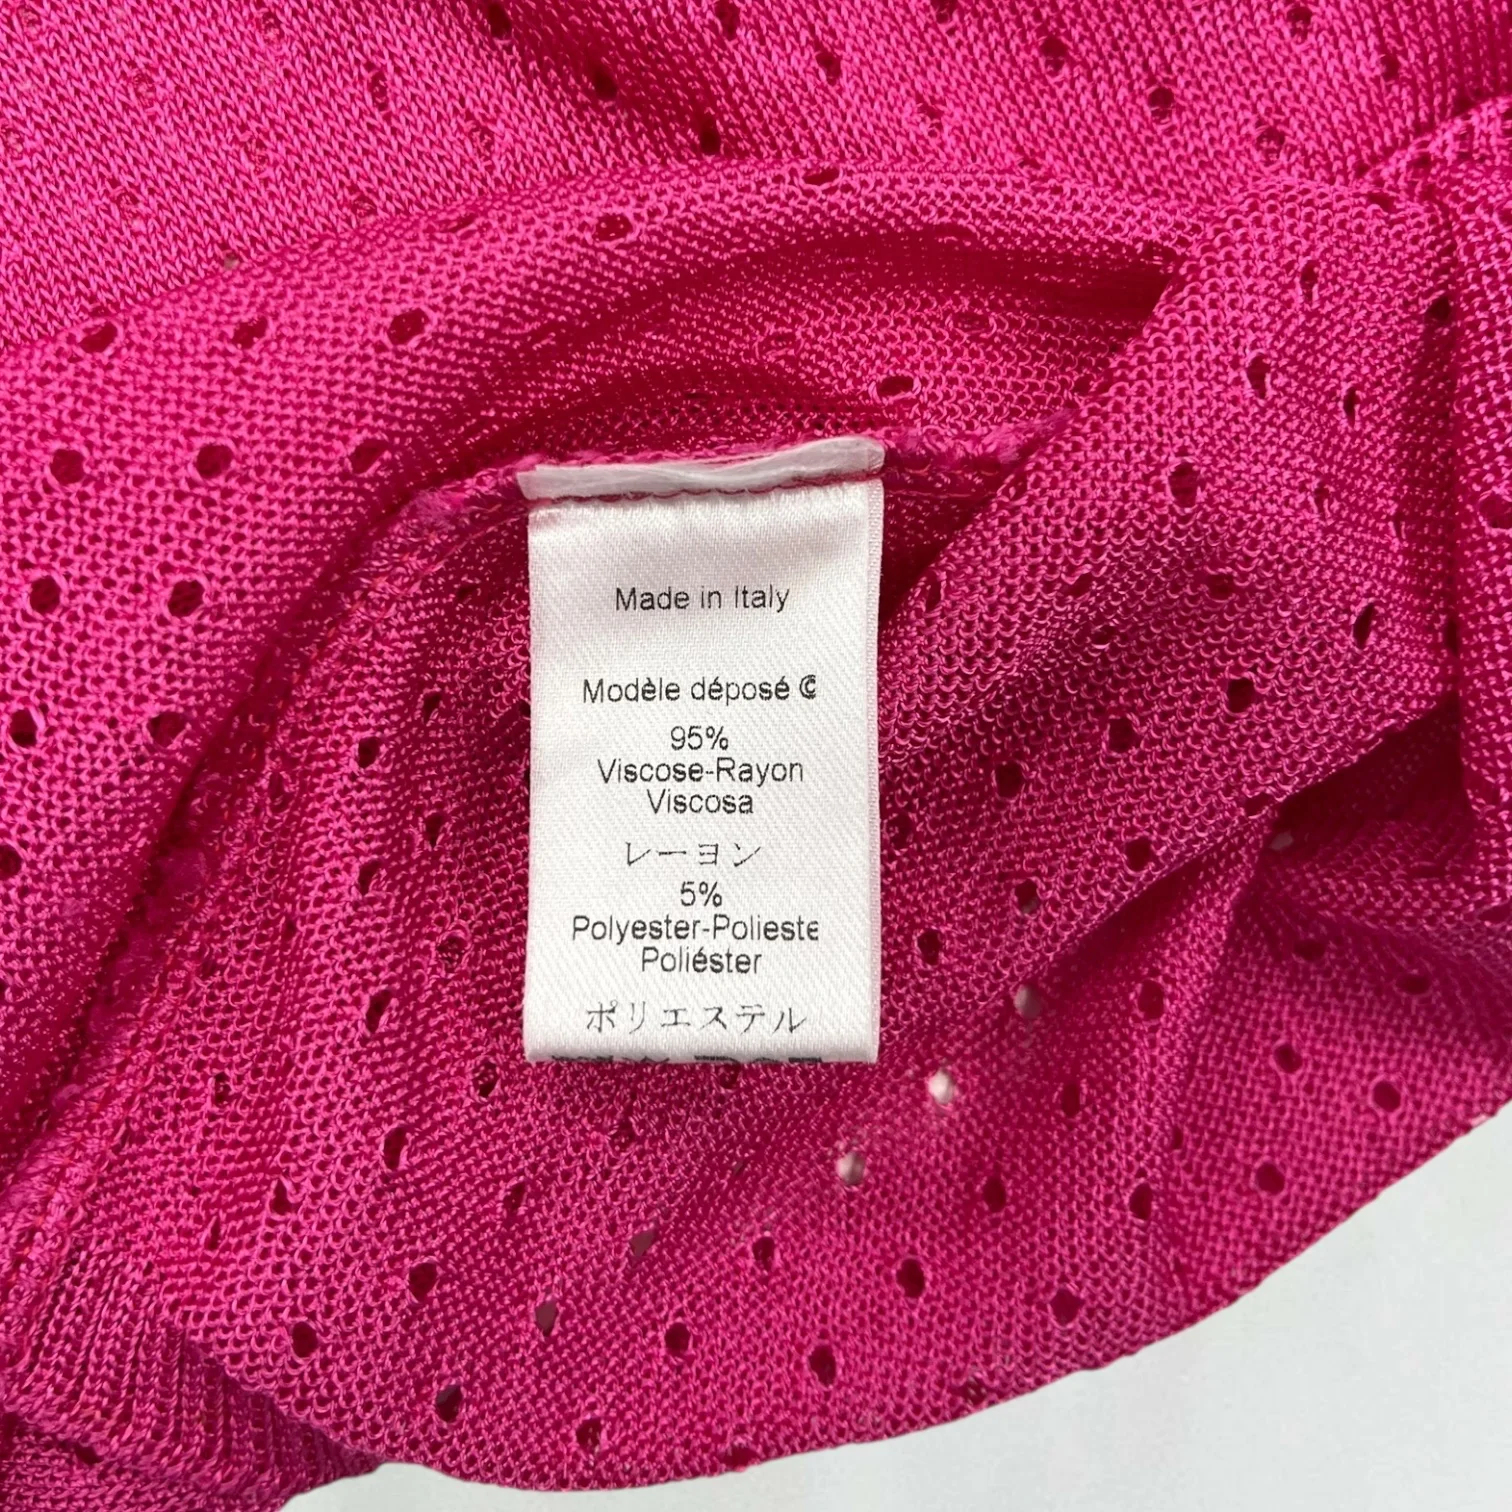 Made in Italy
Modèle déposé ©
95%
Viscose-Rayon
Viscosa
レーヨン
5%
Polyester-Polieste
Poliéster
ポリエステル